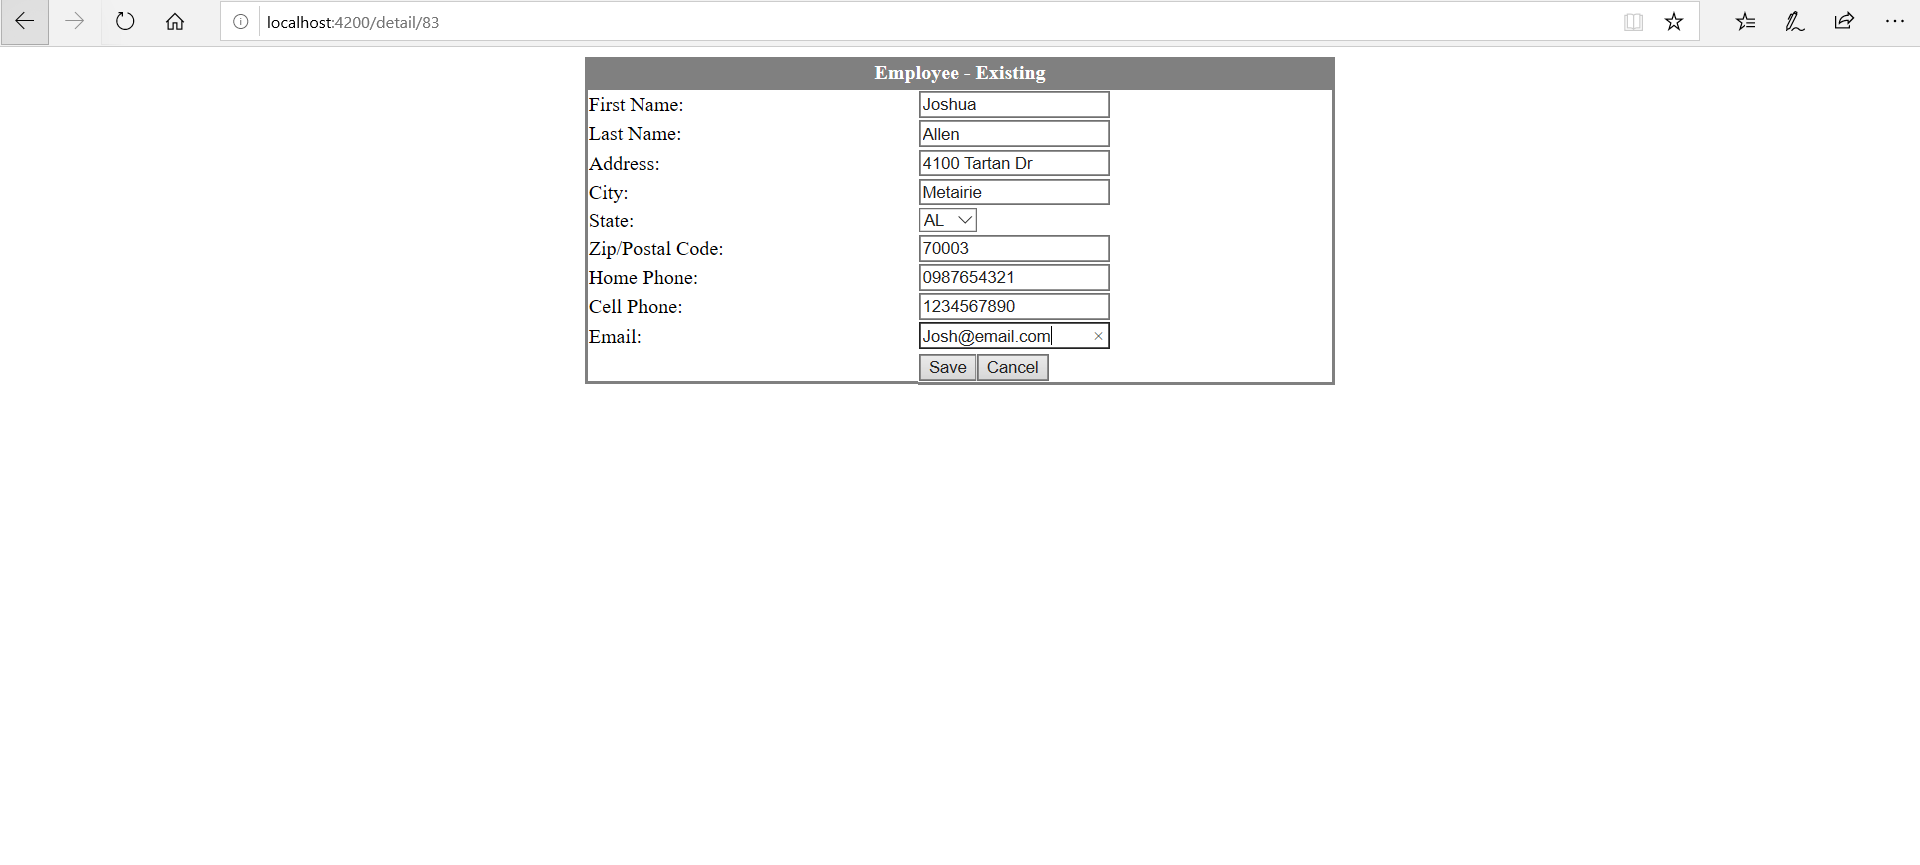 localhost:4200/detail/83
Employee - Existing
First Name: Joshua
Last Name: Allen
Address: 4100 Tartan Dr
City: Metairie
State: AL
Zip/Postal Code: 70003
Home Phone: 0987654321
Cell Phone: 1234567890
Email: Josh@email.com
Save Cancel